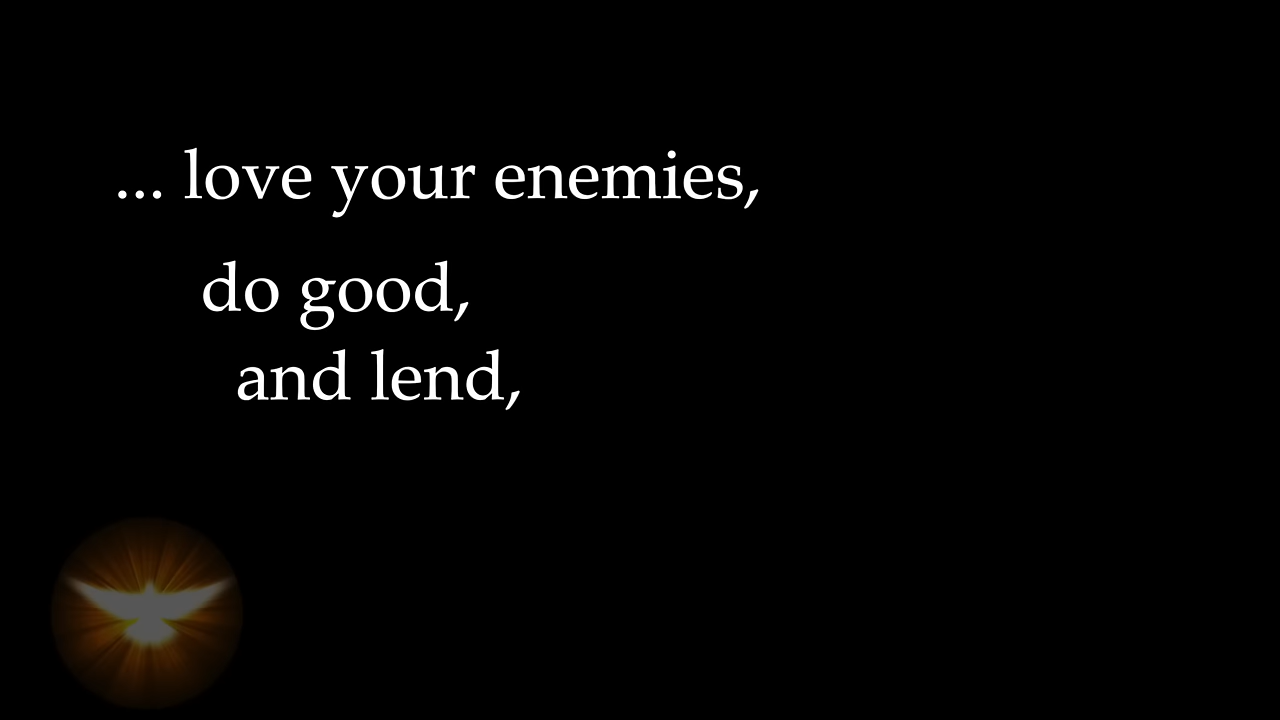 ... love your enemies,
do good,
and lend,